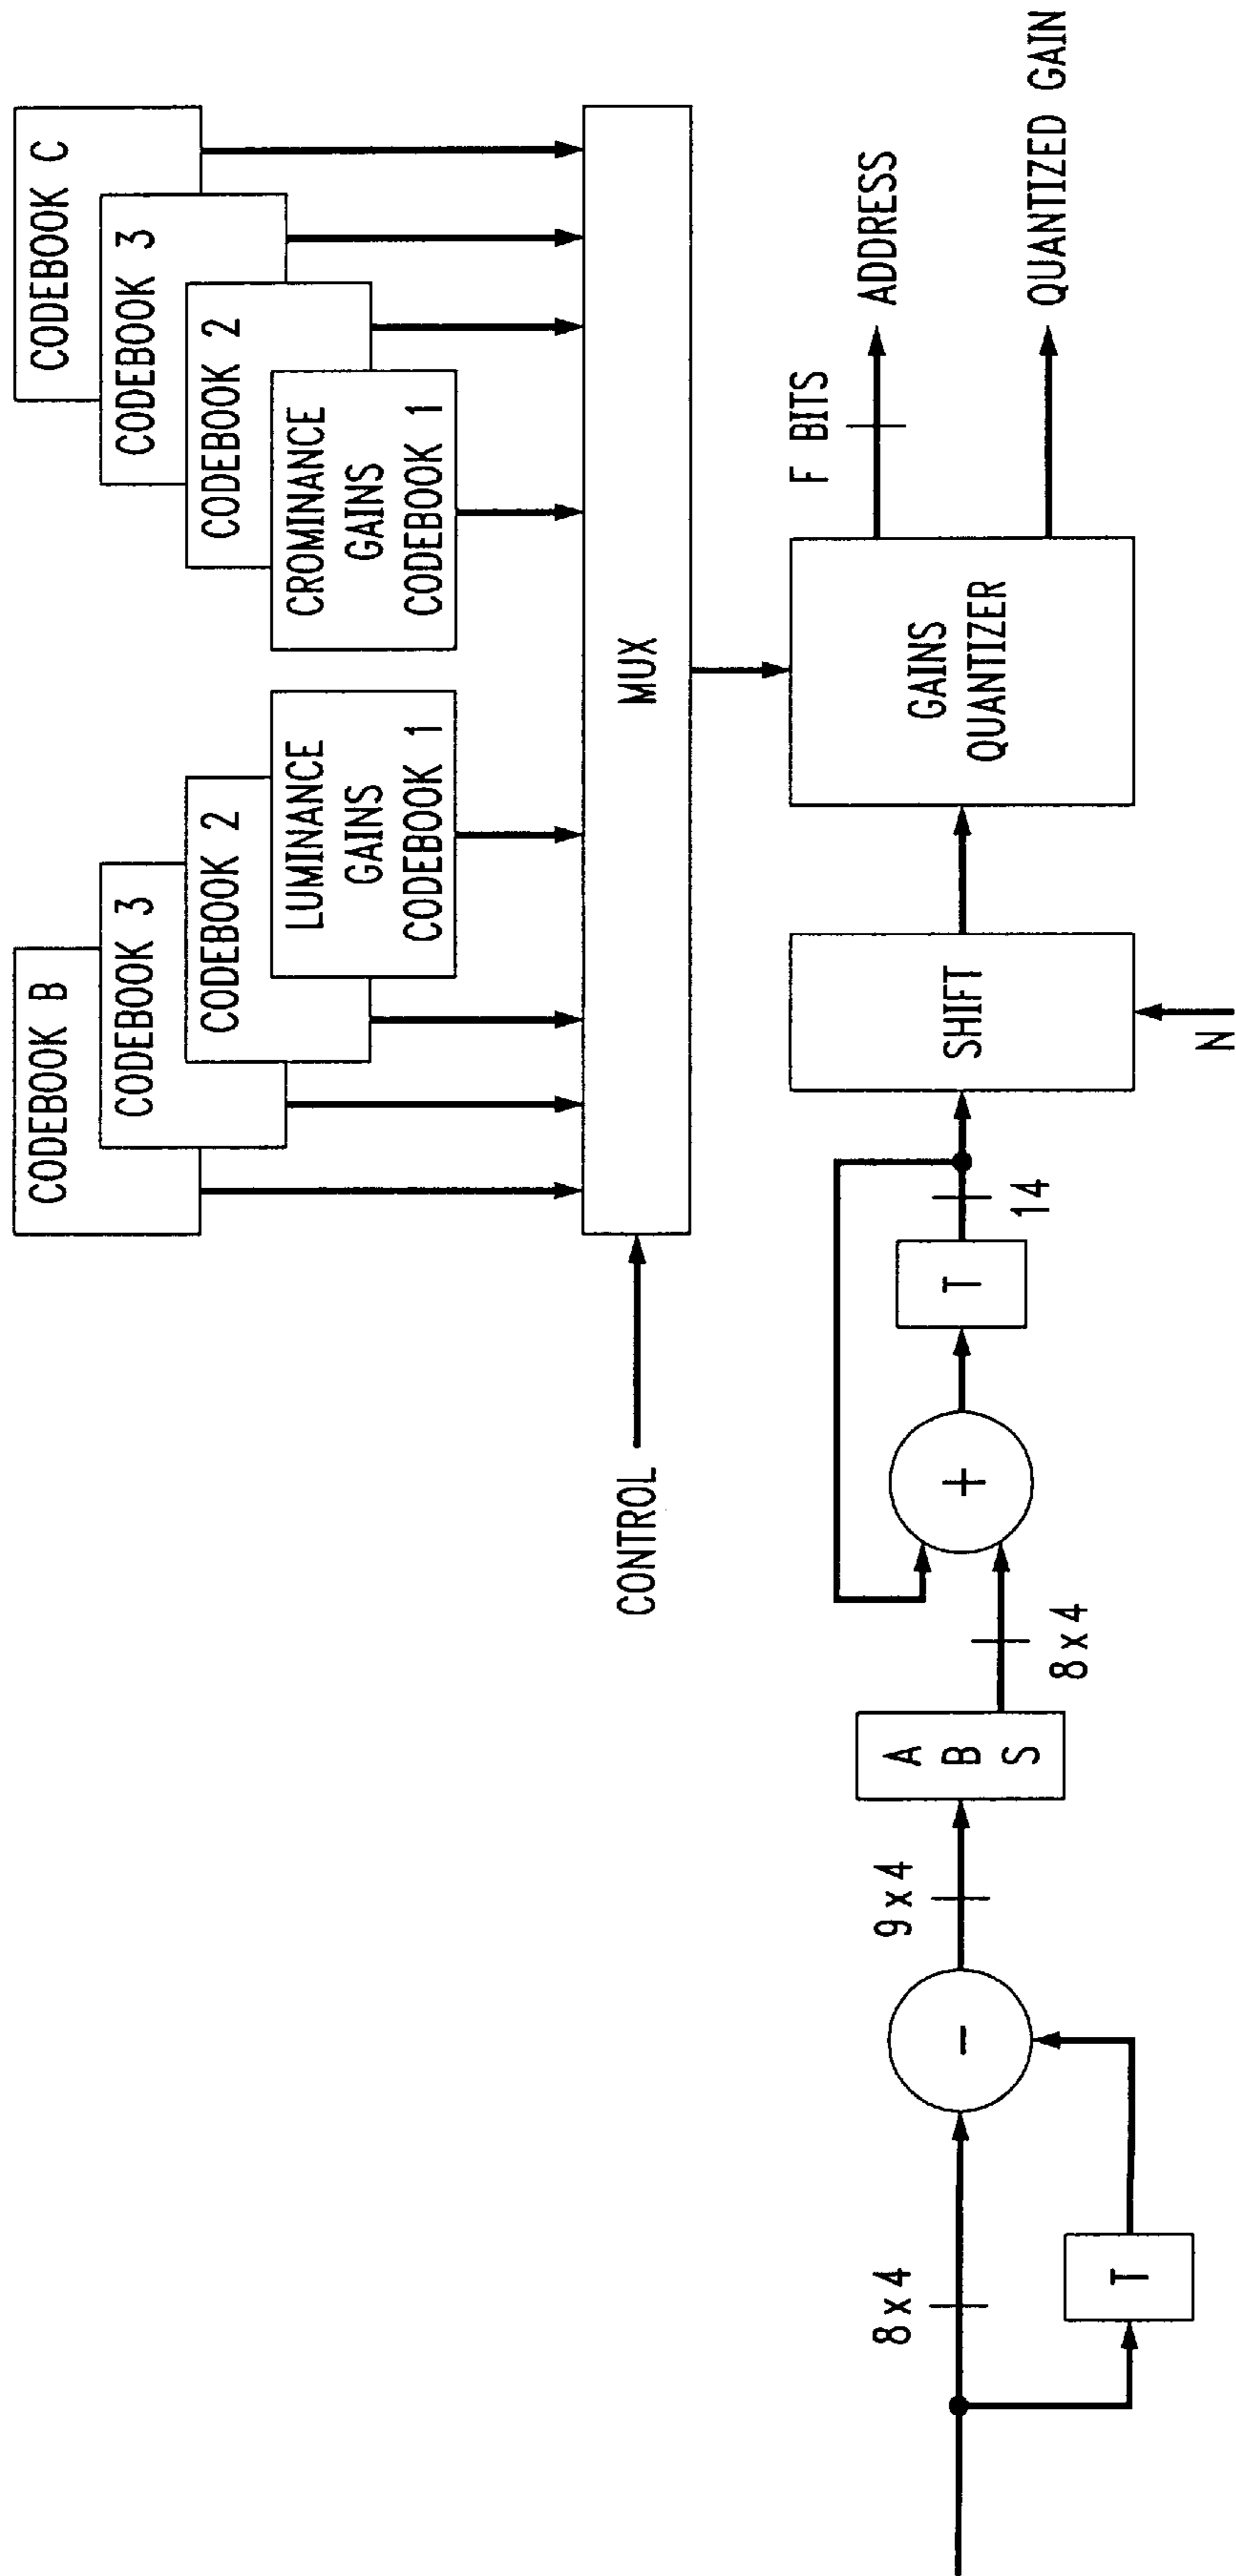 CODEBOOK B
CODEBOOK 3
CODEBOOK 2
LUMINANCE
GAINS
CODEBOOK 1
CODEBOOK C
CODEBOOK 3
CODEBOOK 2
CROMINANCE
GAINS
CODEBOOK 1
CONTROL
MUX
8 x 4
T
-
9 x 4
A
B
S
8 x 4
+
T
14
SHIFT
N
GAINS
QUANTIZER
F BITS
ADDRESS
QUANTIZED GAIN